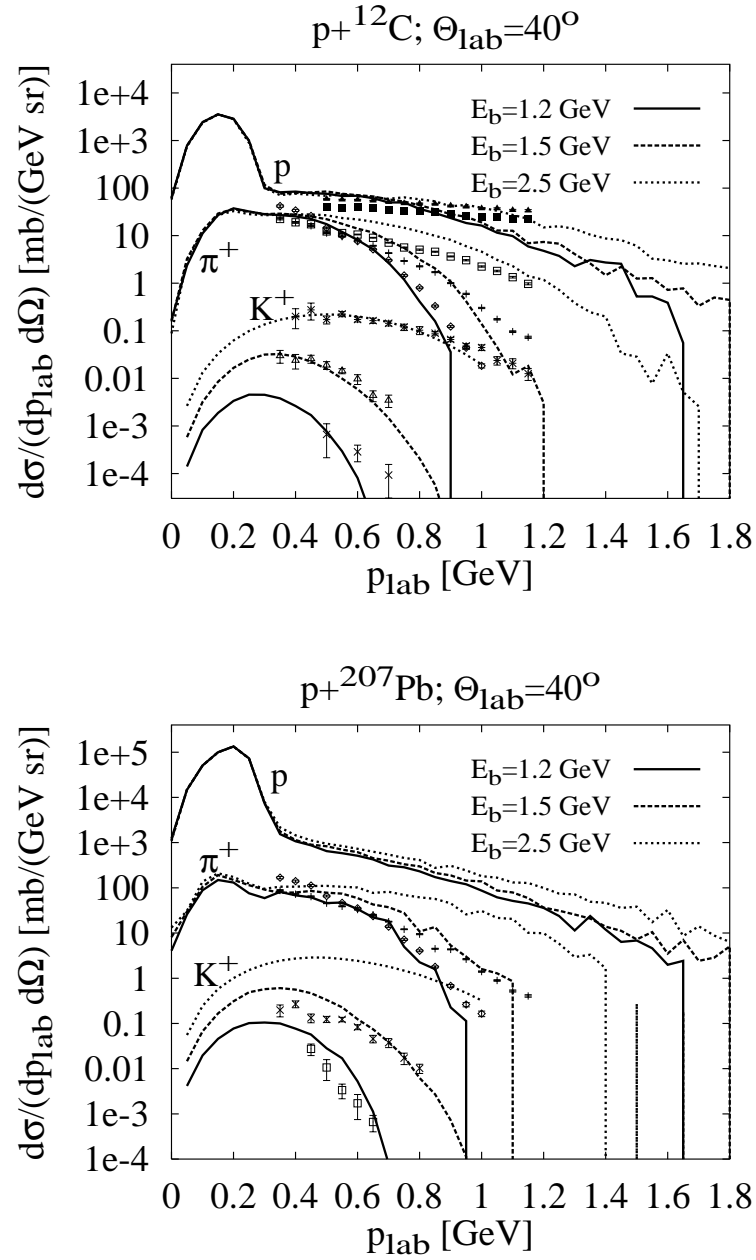 p+¹²C; Θlab=40°
dσ/(dplab dΩ) [mb/(GeV sr)]
1e+4
1e+3
100
10
1
0.1
0.01
1e-3
1e-4
p
π⁺
K⁺
Eb=1.2 GeV
Eb=1.5 GeV
Eb=2.5 GeV
0 0.2 0.4 0.6 0.8 1 1.2 1.4 1.6 1.8
plab [GeV]
p+²⁰⁷Pb; Θlab=40°
dσ/(dplab dΩ) [mb/(GeV sr)]
1e+5
1e+4
1e+3
100
10
1
0.1
0.01
1e-3
1e-4
p
π⁺
K⁺
Eb=1.2 GeV
Eb=1.5 GeV
Eb=2.5 GeV
0 0.2 0.4 0.6 0.8 1 1.2 1.4 1.6 1.8
plab [GeV]